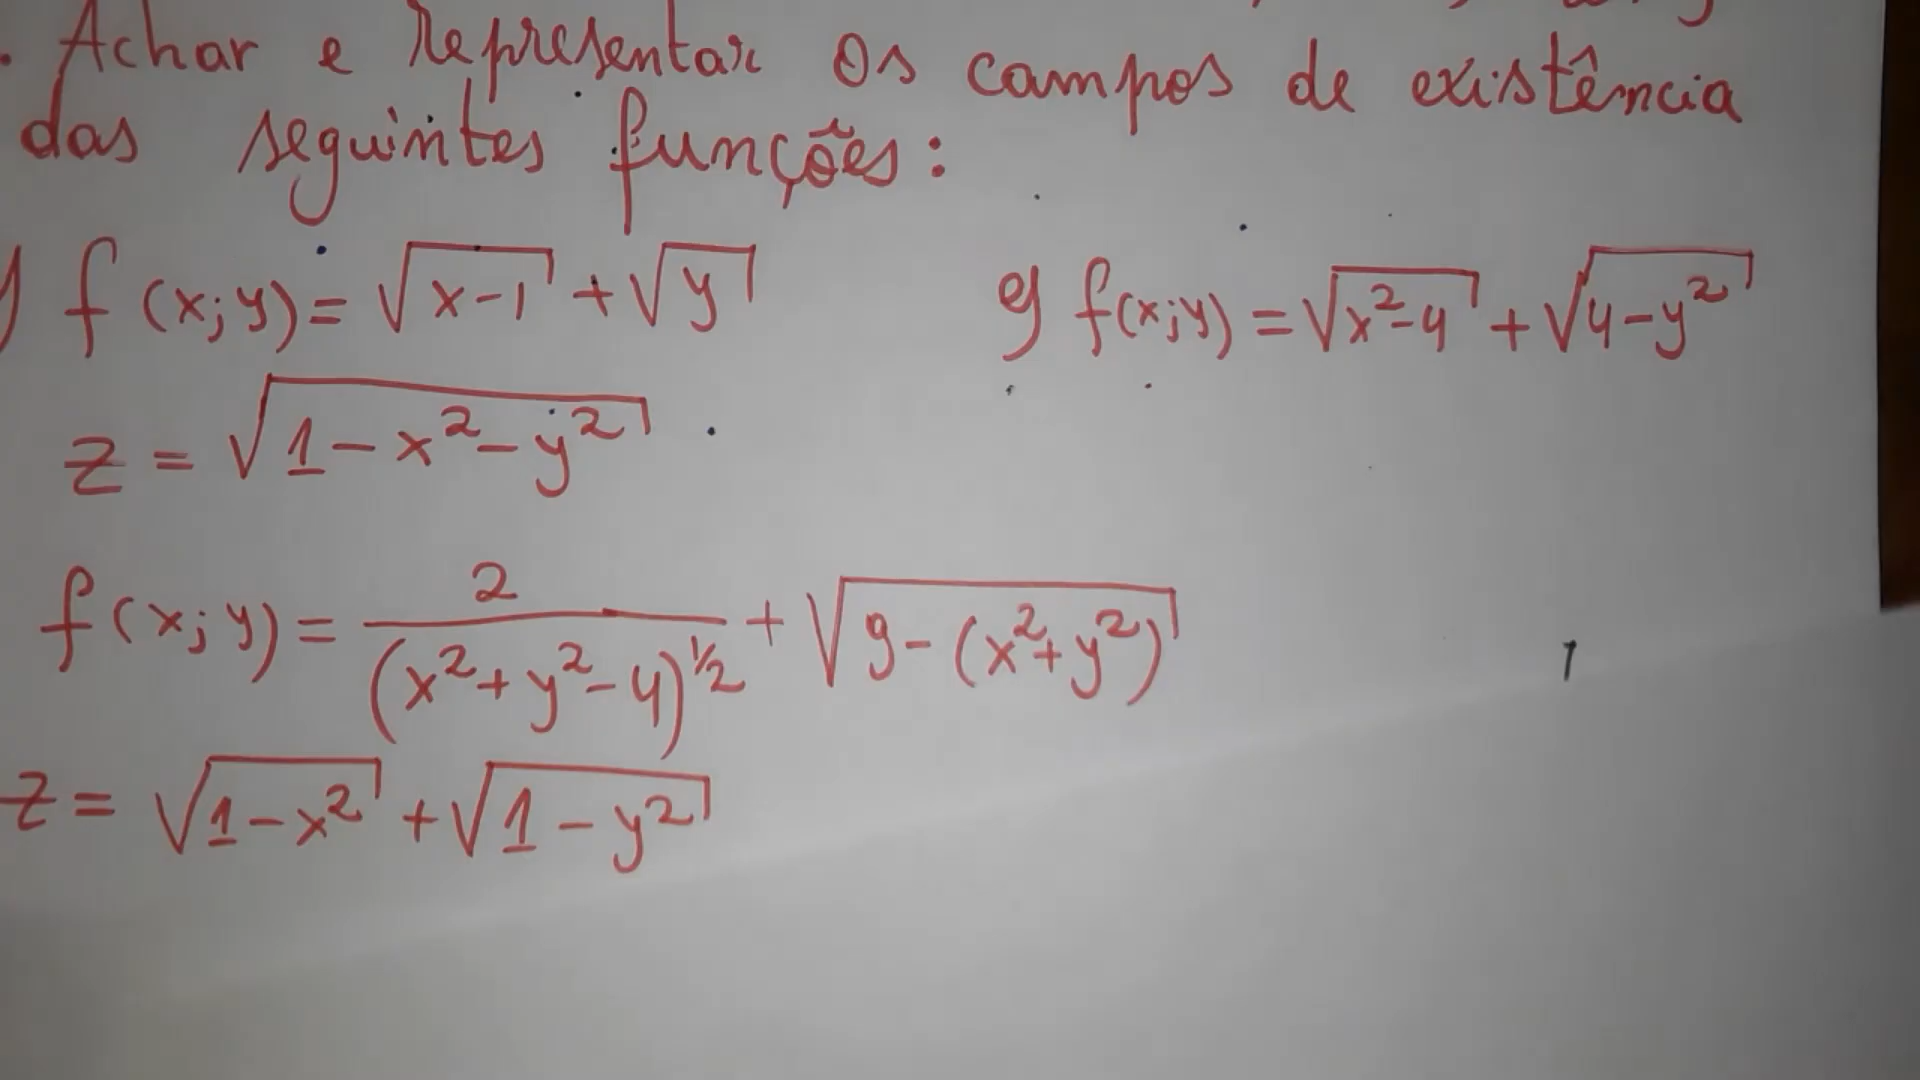 . Achar e representar os campos de existência
das seguintes funções:
f(x;y) = √x-1 + √y
e) f(x;y) = √x²-4 + √4-y²
z = √1-x²-y²
f(x;y) = 2/(x²+y²-4)^½ + √9-(x²+y²)
z = √1-x² + √1-y²